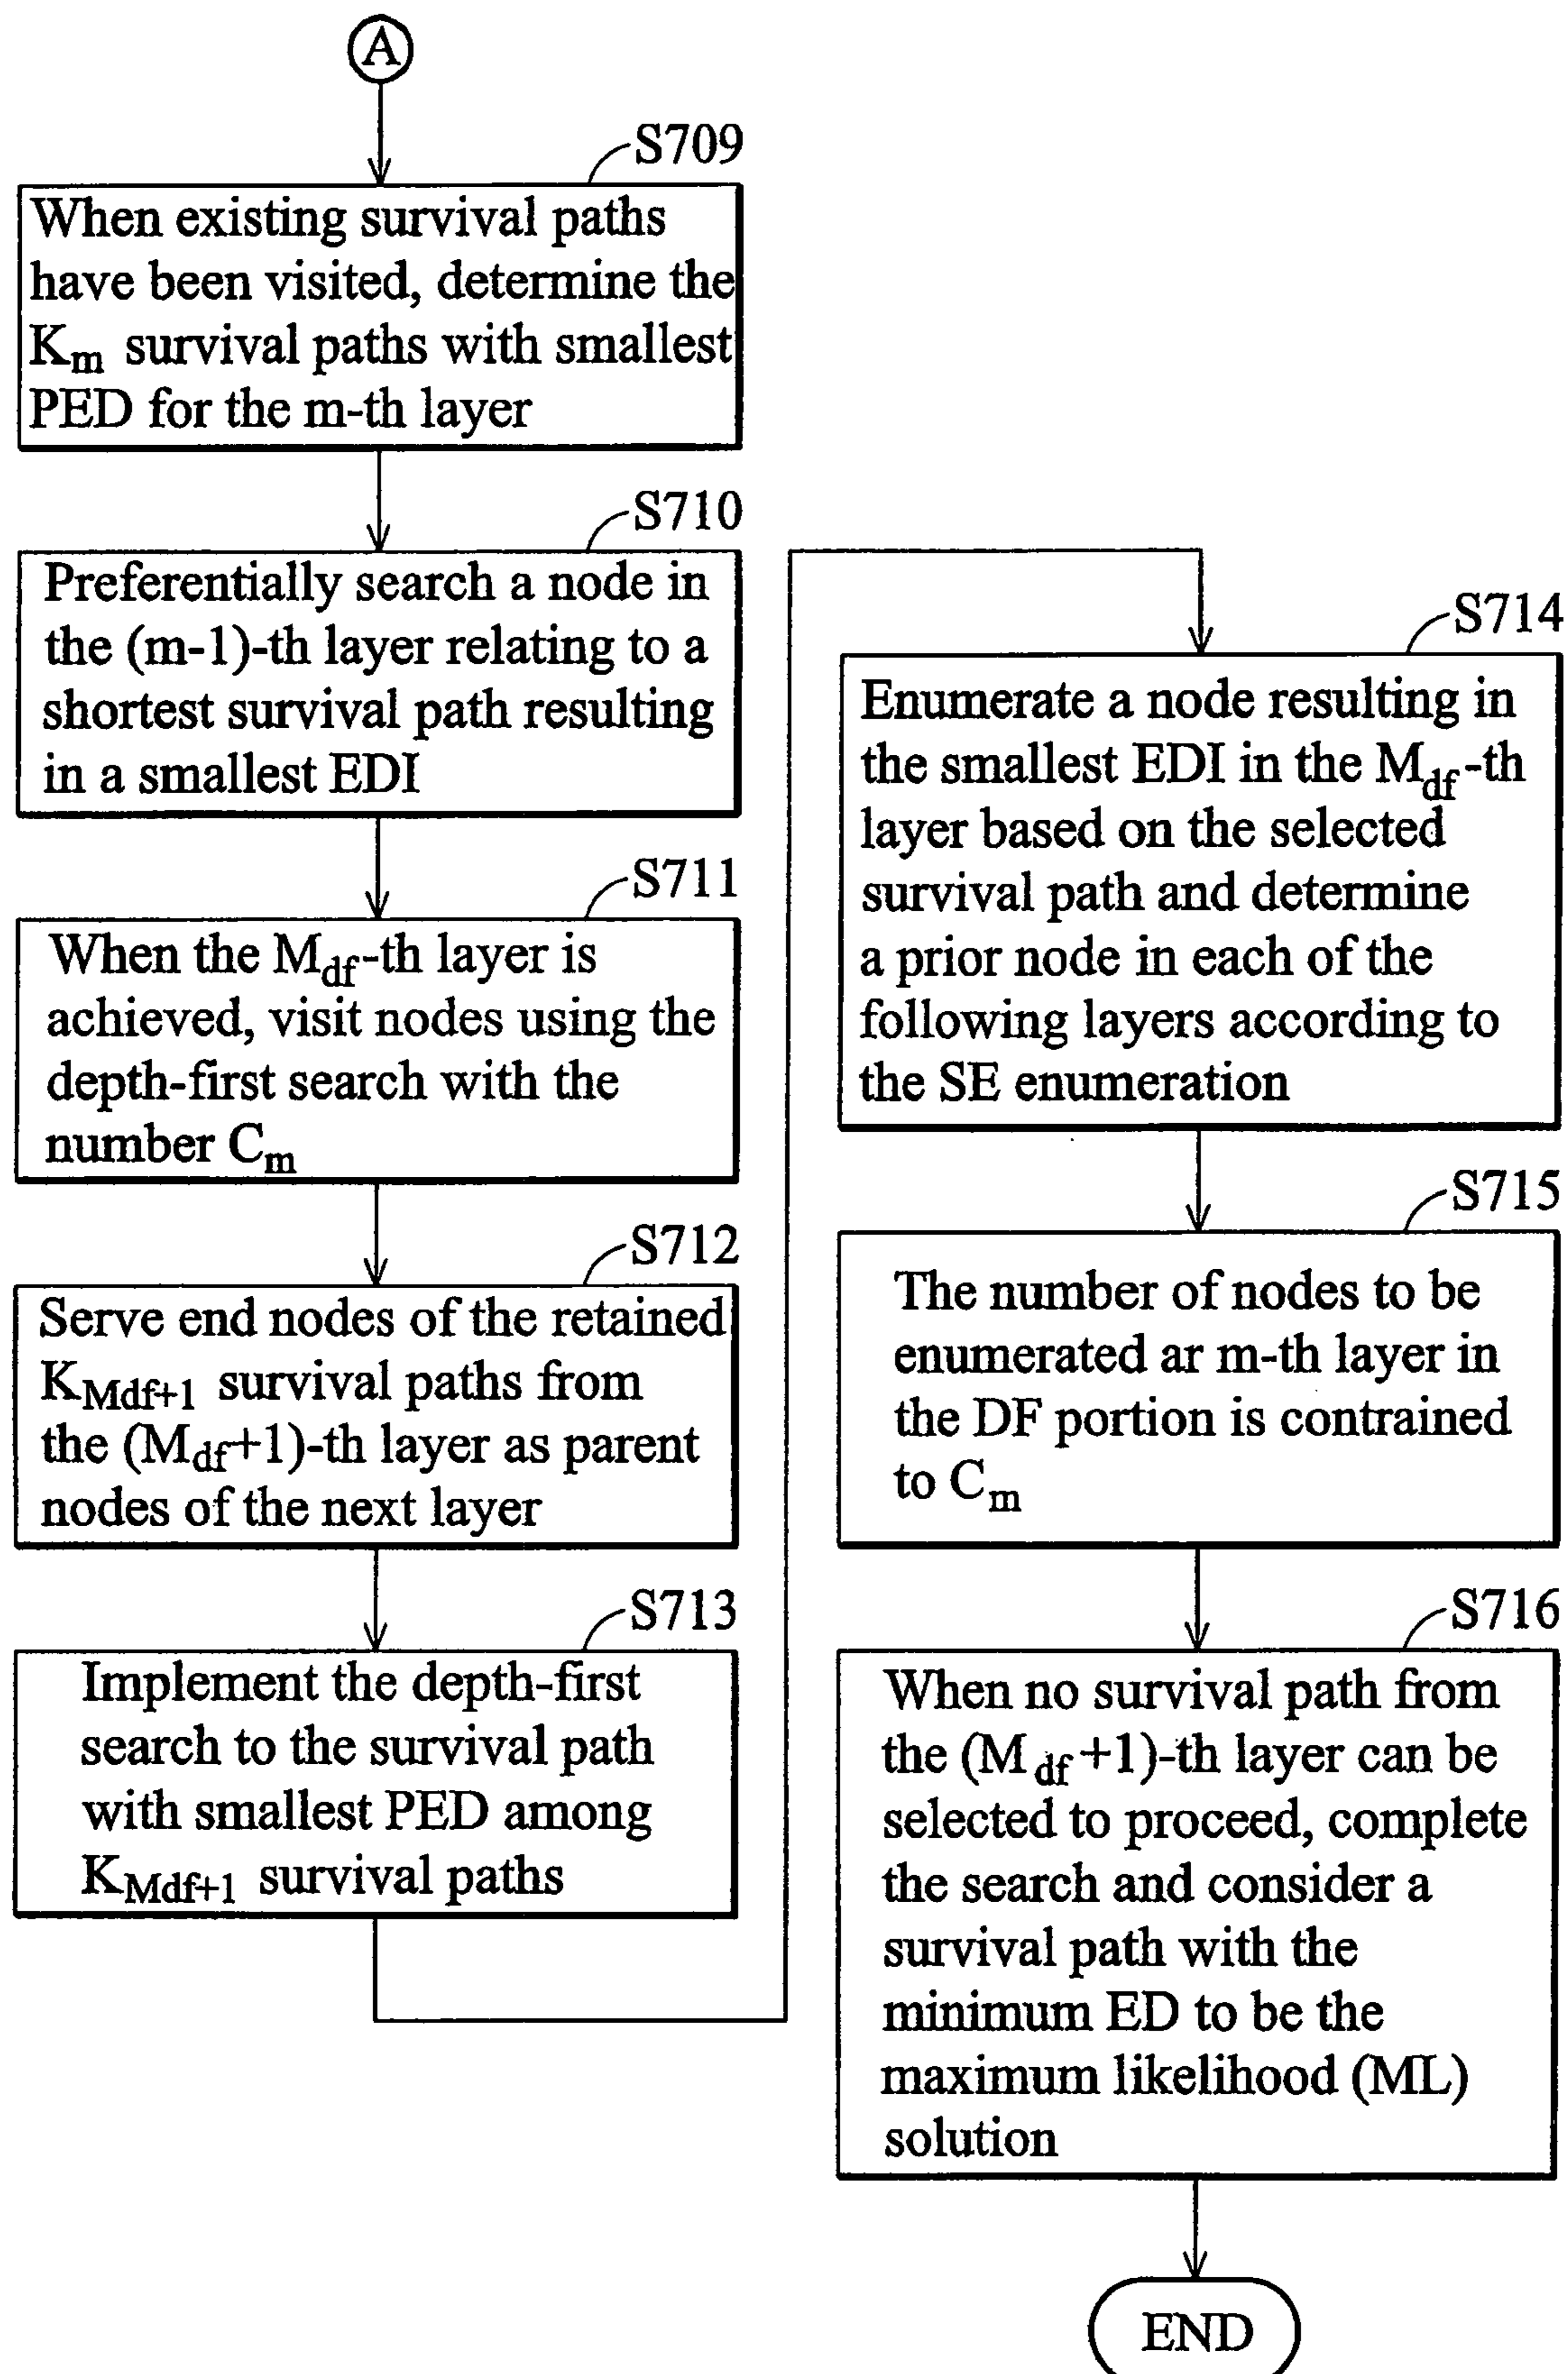 A
S709
When existing survival paths
have been visited, determine the
Km survival paths with smallest
PED for the m-th layer
S710
Preferentially search a node in
the (m-1)-th layer relating to a
shortest survival path resulting
in a smallest EDI
S711
When the Mdf-th layer is
achieved, visit nodes using the
depth-first search with the
number Cm
S712
Serve end nodes of the retained
KMdf+1 survival paths from
the (Mdf+1)-th layer as parent
nodes of the next layer
S713
Implement the depth-first
search to the survival path
with smallest PED among
KMdf+1 survival paths
S714
Enumerate a node resulting in
the smallest EDI in the Mdf-th
layer based on the selected
survival path and determine
a prior node in each of the
following layers according to
the SE enumeration
S715
The number of nodes to be
enumerated ar m-th layer in
the DF portion is contrained
to Cm
S716
When no survival path from
the (Mdf+1)-th layer can be
selected to proceed, complete
the search and consider a
survival path with the
minimum ED to be the
maximum likelihood (ML)
solution
END